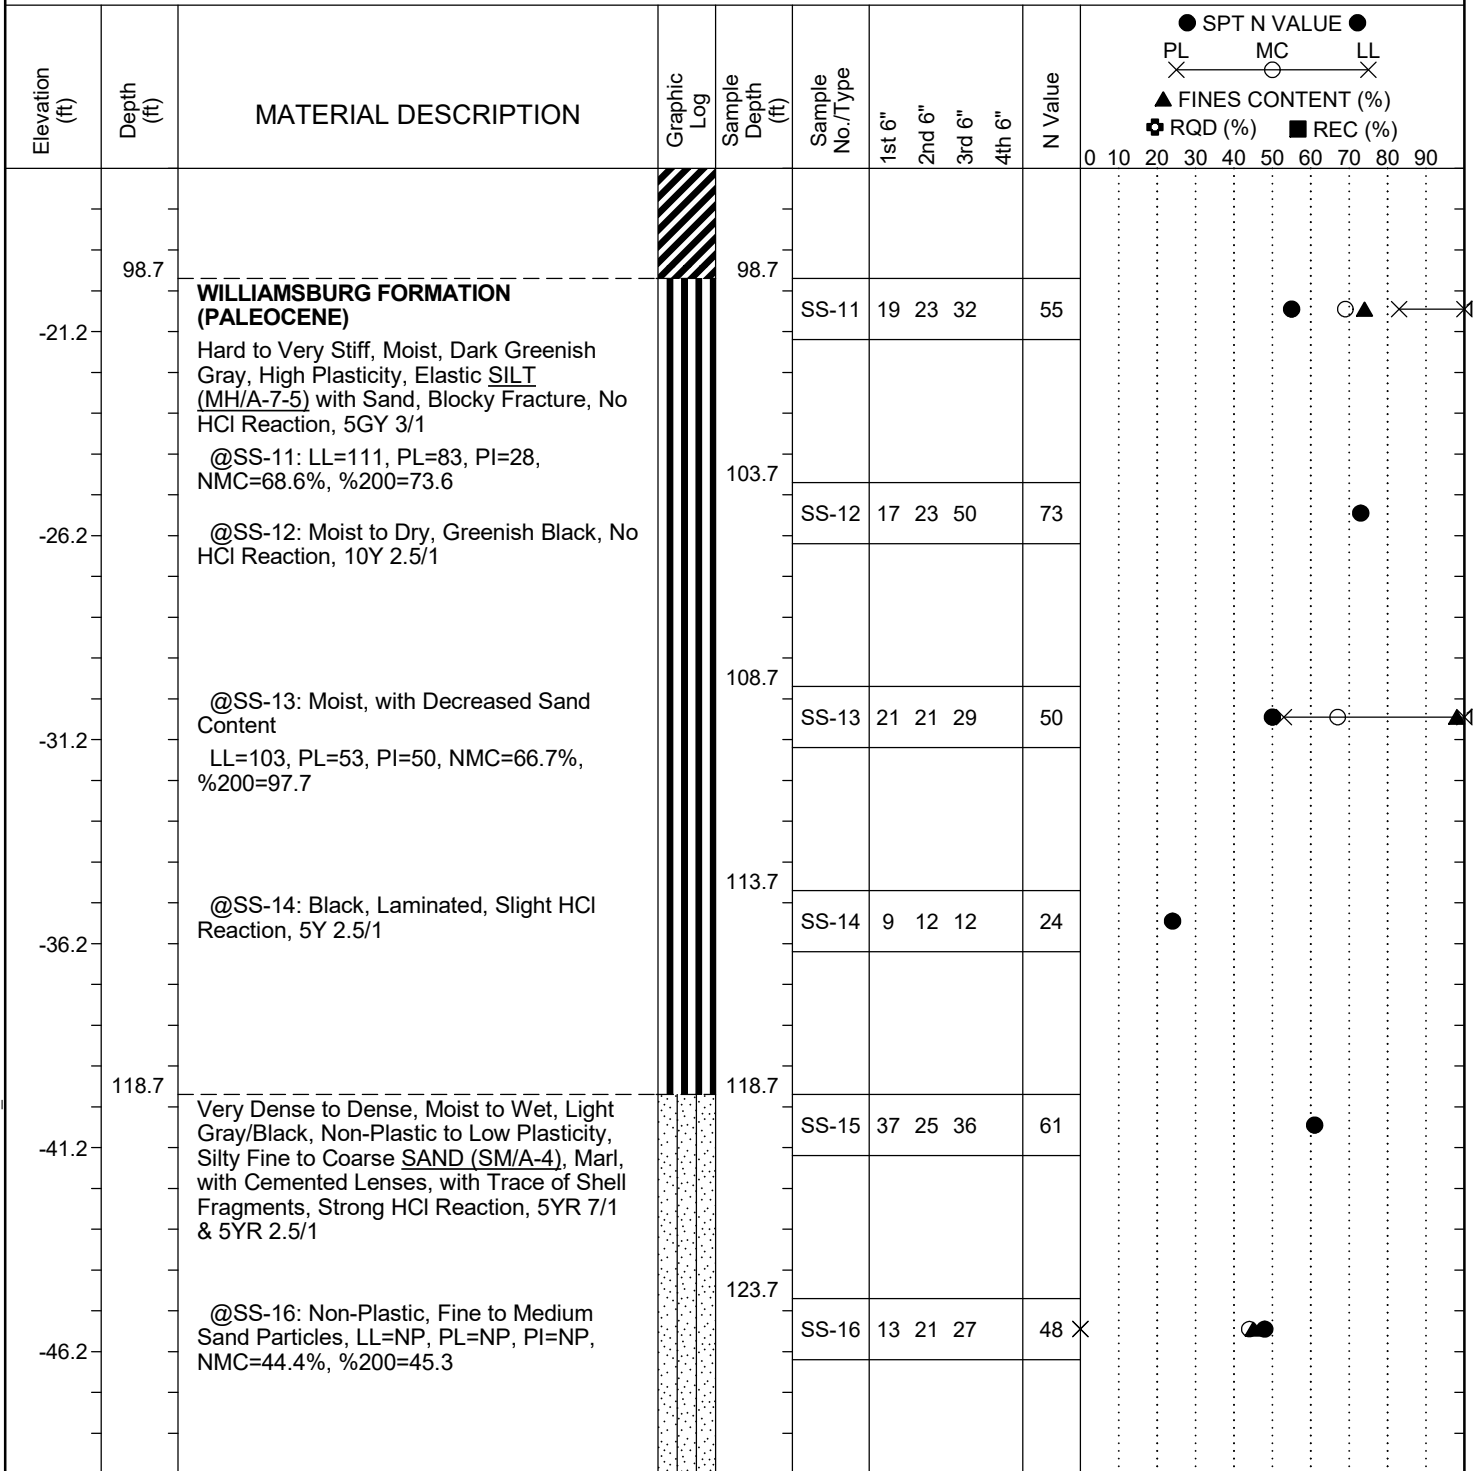 Elevation (ft)
Depth (ft)
MATERIAL DESCRIPTION
Graphic Log
Sample Depth (ft)
Sample No./Type
1st 6"
2nd 6"
3rd 6"
4th 6"
N Value
SPT N VALUE
PL MC LL
FINES CONTENT (%)
RQD (%) REC (%)
0 10 20 30 40 50 60 70 80 90
98.7 98.7
WILLIAMSBURG FORMATION
(PALEOCENE)
SS-11 19 23 32 55
-21.2
Hard to Very Stiff, Moist, Dark Greenish
Gray, High Plasticity, Elastic SILT
(MH/A-7-5) with Sand, Blocky Fracture, No
HCl Reaction, 5GY 3/1
@SS-11: LL=111, PL=83, PI=28,
NMC=68.6%, %200=73.6
103.7
SS-12 17 23 50 73
-26.2
@SS-12: Moist to Dry, Greenish Black, No
HCl Reaction, 10Y 2.5/1
108.7
@SS-13: Moist, with Decreased Sand
Content
SS-13 21 21 29 50
-31.2
LL=103, PL=53, PI=50, NMC=66.7%,
%200=97.7
113.7
@SS-14: Black, Laminated, Slight HCl
Reaction, 5Y 2.5/1
SS-14 9 12 12 24
-36.2
118.7 118.7
Very Dense to Dense, Moist to Wet, Light
Gray/Black, Non-Plastic to Low Plasticity,
SS-15 37 25 36 61
-41.2
Silty Fine to Coarse SAND (SM/A-4), Marl,
with Cemented Lenses, with Trace of Shell
Fragments, Strong HCl Reaction, 5YR 7/1
& 5YR 2.5/1
123.7
@SS-16: Non-Plastic, Fine to Medium
Sand Particles, LL=NP, PL=NP, PI=NP,
NMC=44.4%, %200=45.3
SS-16 13 21 27 48
-46.2